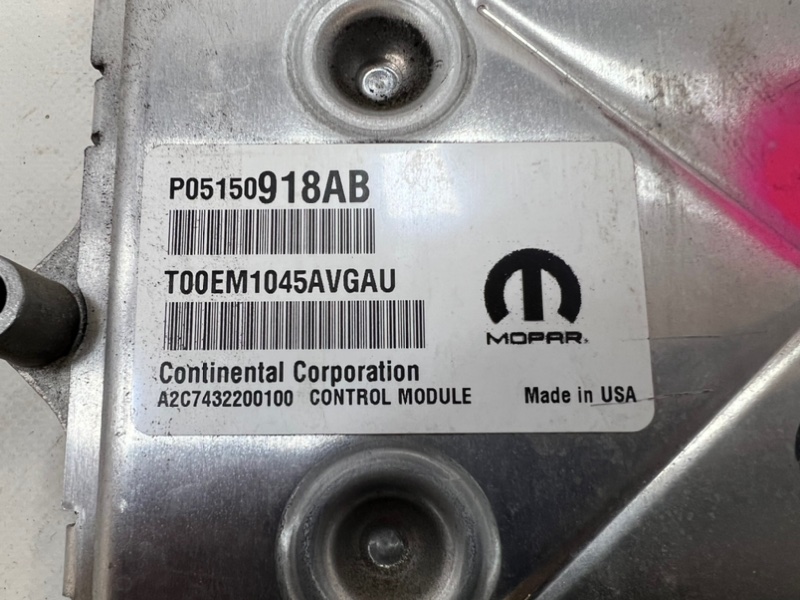 P05150918AB
T00EM1045AVGAU
MOPAR.
Continental Corporation
A2C7432200100 CONTROL MODULE Made in USA